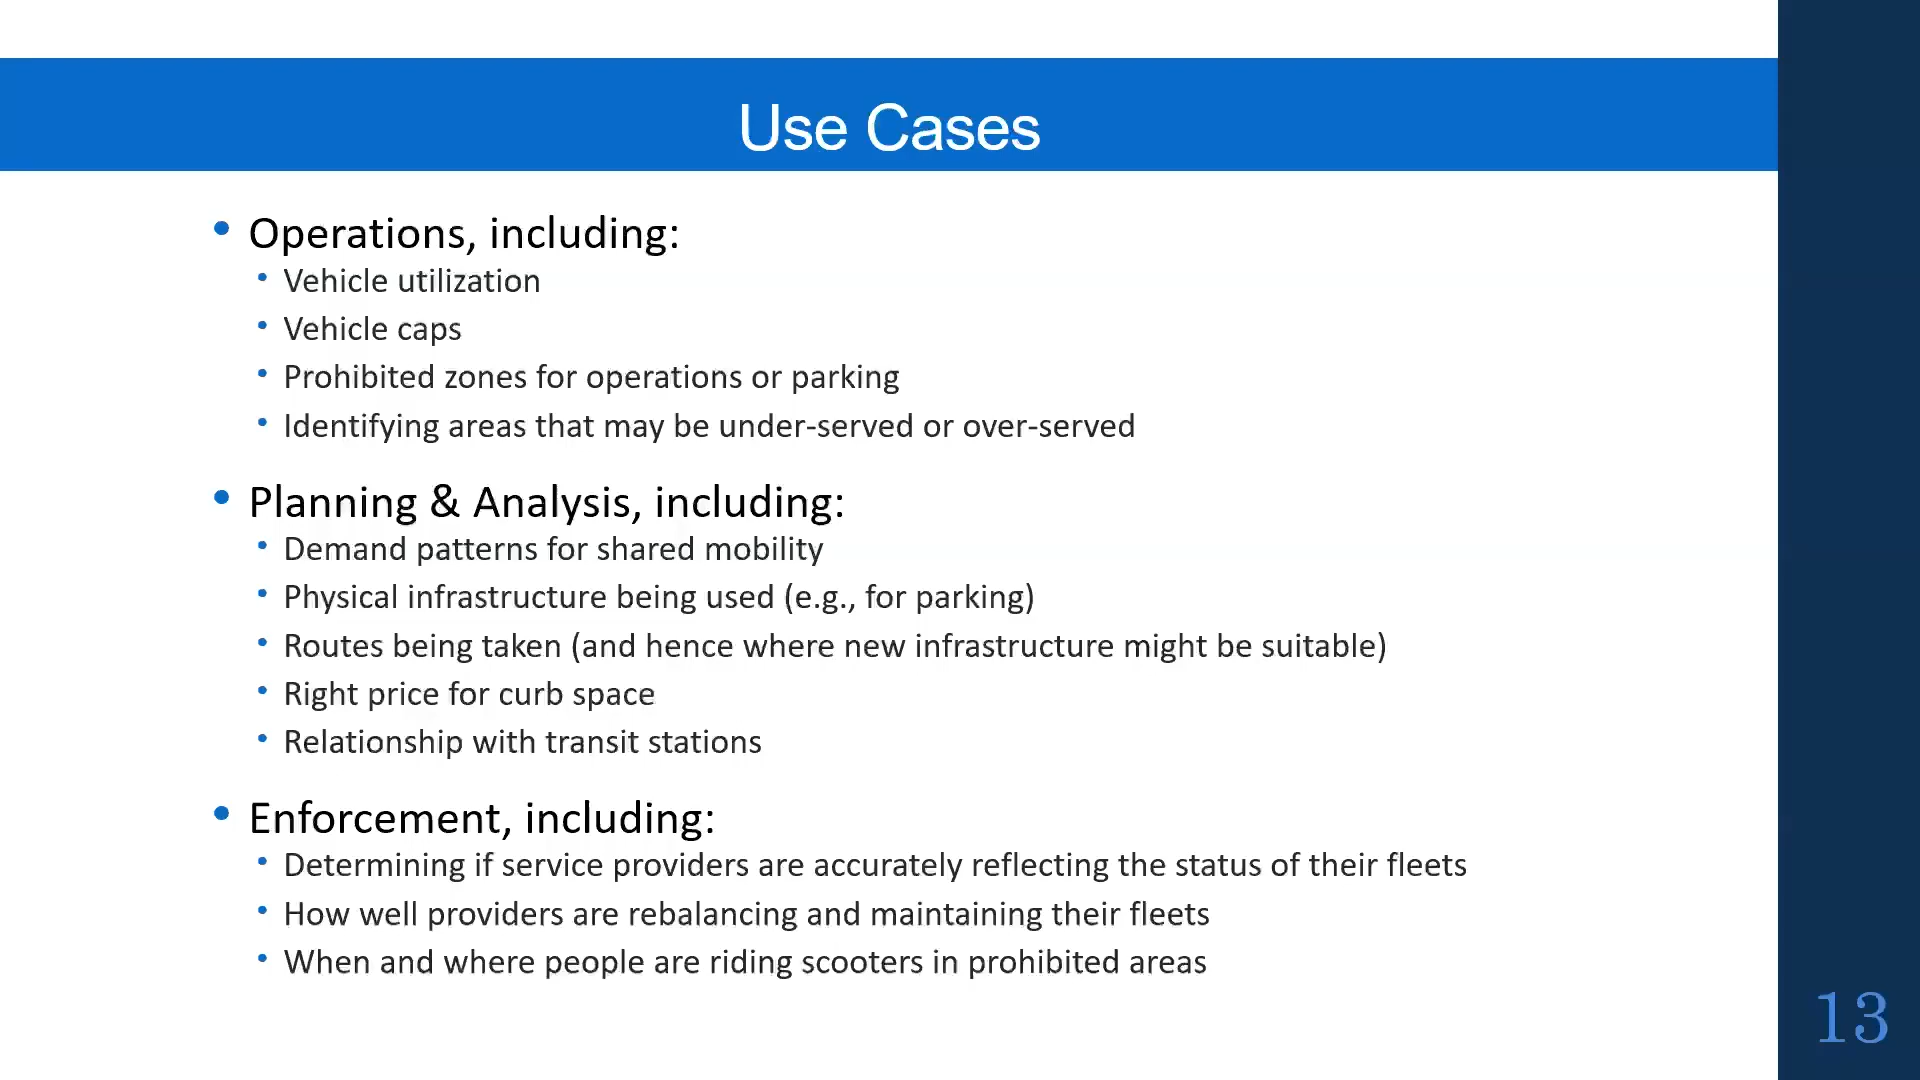 Use Cases
• Operations, including:
• Vehicle utilization
• Vehicle caps
• Prohibited zones for operations or parking
• Identifying areas that may be under-served or over-served
• Planning & Analysis, including:
• Demand patterns for shared mobility
• Physical infrastructure being used (e.g., for parking)
• Routes being taken (and hence where new infrastructure might be suitable)
• Right price for curb space
• Relationship with transit stations
• Enforcement, including:
• Determining if service providers are accurately reflecting the status of their fleets
• How well providers are rebalancing and maintaining their fleets
• When and where people are riding scooters in prohibited areas
13